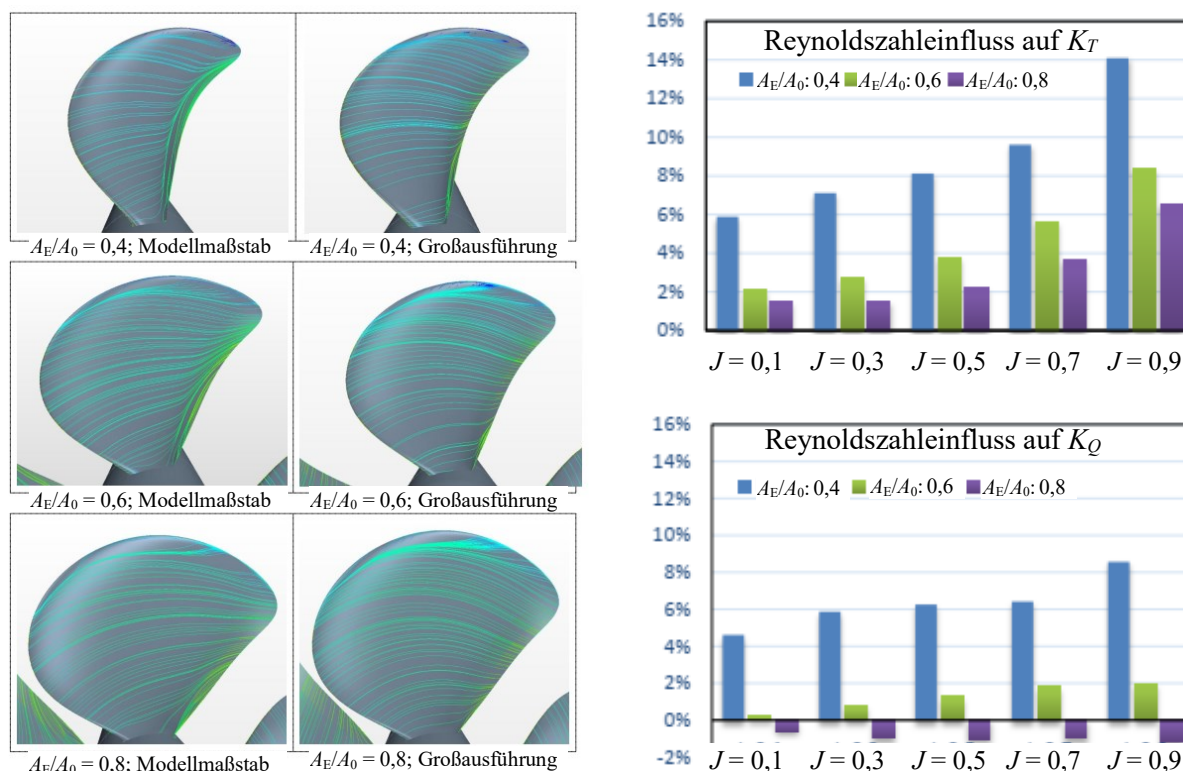 A_E/A_0 = 0,4; Modellmaßstab
A_E/A_0 = 0,4; Großausführung
A_E/A_0 = 0,6; Modellmaßstab
A_E/A_0 = 0,6; Großausführung
A_E/A_0 = 0,8; Modellmaßstab
A_E/A_0 = 0,8; Großausführung
Reynoldszahleinfluss auf K_T
A_E/A_0: 0,4 A_E/A_0: 0,6 A_E/A_0: 0,8
16%
14%
12%
10%
8%
6%
4%
2%
0%
J = 0,1 J = 0,3 J = 0,5 J = 0,7 J = 0,9
Reynoldszahleinfluss auf K_Q
A_E/A_0: 0,4 A_E/A_0: 0,6 A_E/A_0: 0,8
16%
14%
12%
10%
8%
6%
4%
2%
0%
-2%
J = 0,1 J = 0,3 J = 0,5 J = 0,7 J = 0,9